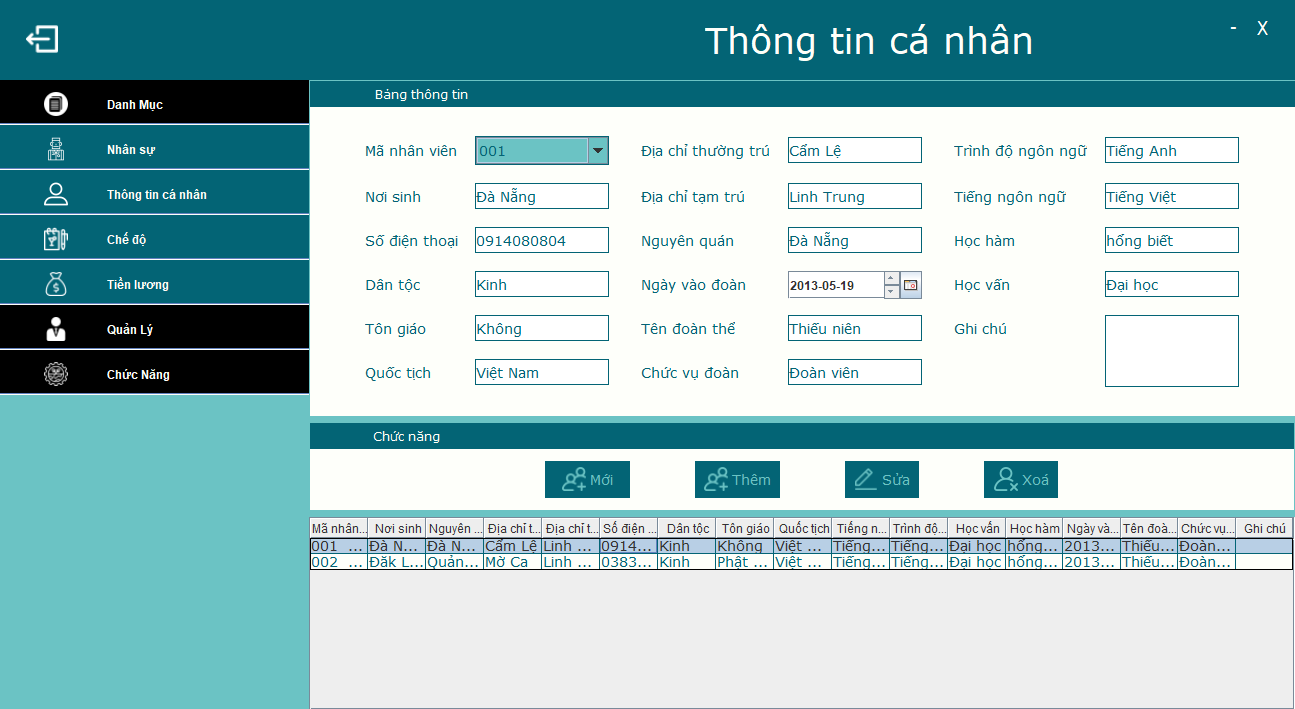 Thông tin cá nhân
- X
Danh Mục
Nhân sự
Thông tin cá nhân
Chế độ
Tiền lương
Quản Lý
Chức Năng
Bảng thông tin
Mã nhân viên 001 Địa chỉ thường trú Cẩm Lệ Trình độ ngôn ngữ Tiếng Anh
Nơi sinh Đà Nẵng Địa chỉ tạm trú Linh Trung Tiếng ngôn ngữ Tiếng Việt
Số điện thoại 0914080804 Nguyên quán Đà Nẵng Học hàm hổng biết
Dân tộc Kinh Ngày vào đoàn 2013-05-19 Học vấn Đại học
Tôn giáo Không Tên đoàn thể Thiếu niên Ghi chú
Quốc tịch Việt Nam Chức vụ đoàn Đoàn viên
Chức năng
Mới Thêm Sửa Xoá
Mã nhân... Nơi sinh Nguyên ... Địa chỉ t... Địa chỉ t... Số điện ... Dân tộc Tôn giáo Quốc tịch Tiếng n... Trình độ... Học vấn Học hàm Ngày và... Tên đoà... Chức vụ... Ghi chú
001 ... Đà N... Đà N... Cẩm Lệ Linh ... 0914... Kinh Không Việt ... Tiếng... Tiếng... Đại học hổng... 2013... Thiếu... Đoàn...
002 ... Đăk L... Quản... Mờ Ca Linh ... 0383... Kinh Phật ... Việt ... Tiếng... Tiếng... Đại học hổng... 2013... Thiếu... Đoàn...